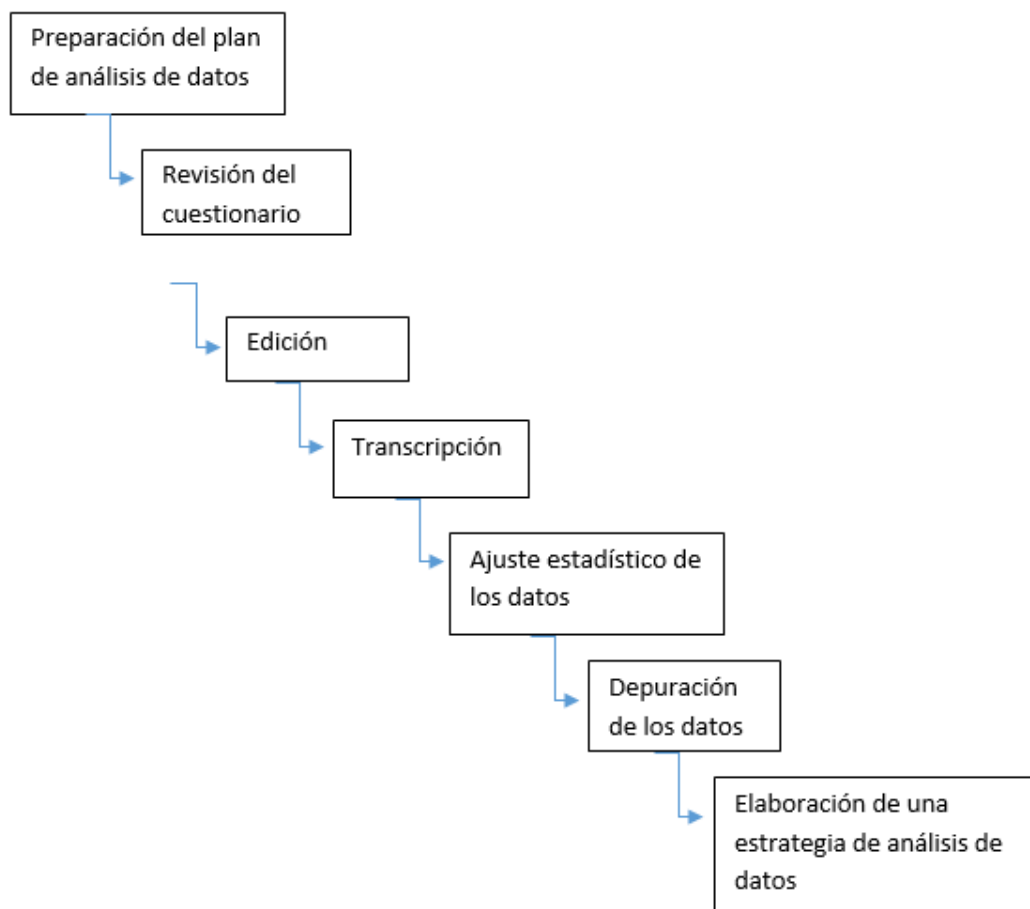 Preparación del plan
de análisis de datos
Revisión del
cuestionario
Edición
Transcripción
Ajuste estadístico de
los datos
Depuración
de los datos
Elaboración de una
estrategia de análisis de
datos